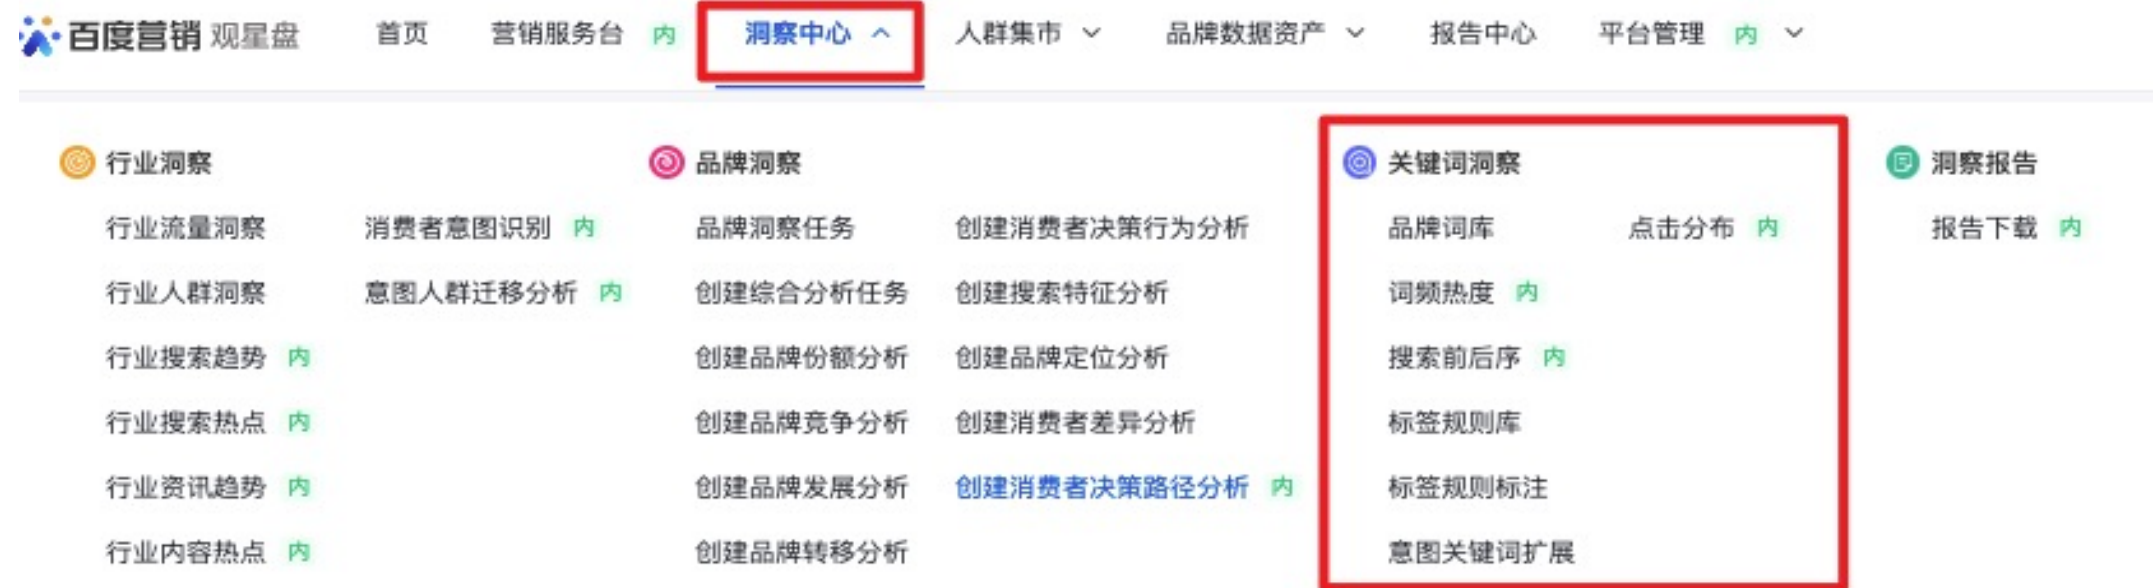 百度营销 观星盘 首页 营销服务台 内 洞察中心 人群集市 品牌数据资产 报告中心 平台管理 内
行业洞察
行业流量洞察 消费者意图识别 内
行业人群洞察 意图人群迁移分析 内
行业搜索趋势 内
行业搜索热点 内
行业资讯趋势 内
行业内容热点 内
品牌洞察
品牌洞察任务 创建消费者决策行为分析
创建综合分析任务 创建搜索特征分析
创建品牌份额分析 创建品牌定位分析
创建品牌竞争分析 创建消费者差异分析
创建品牌发展分析 创建消费者决策路径分析 内
创建品牌转移分析
关键词洞察
品牌词库 点击分布 内
词频热度 内
搜索前后序 内
标签规则库
标签规则标注
意图关键词扩展
洞察报告
报告下载 内